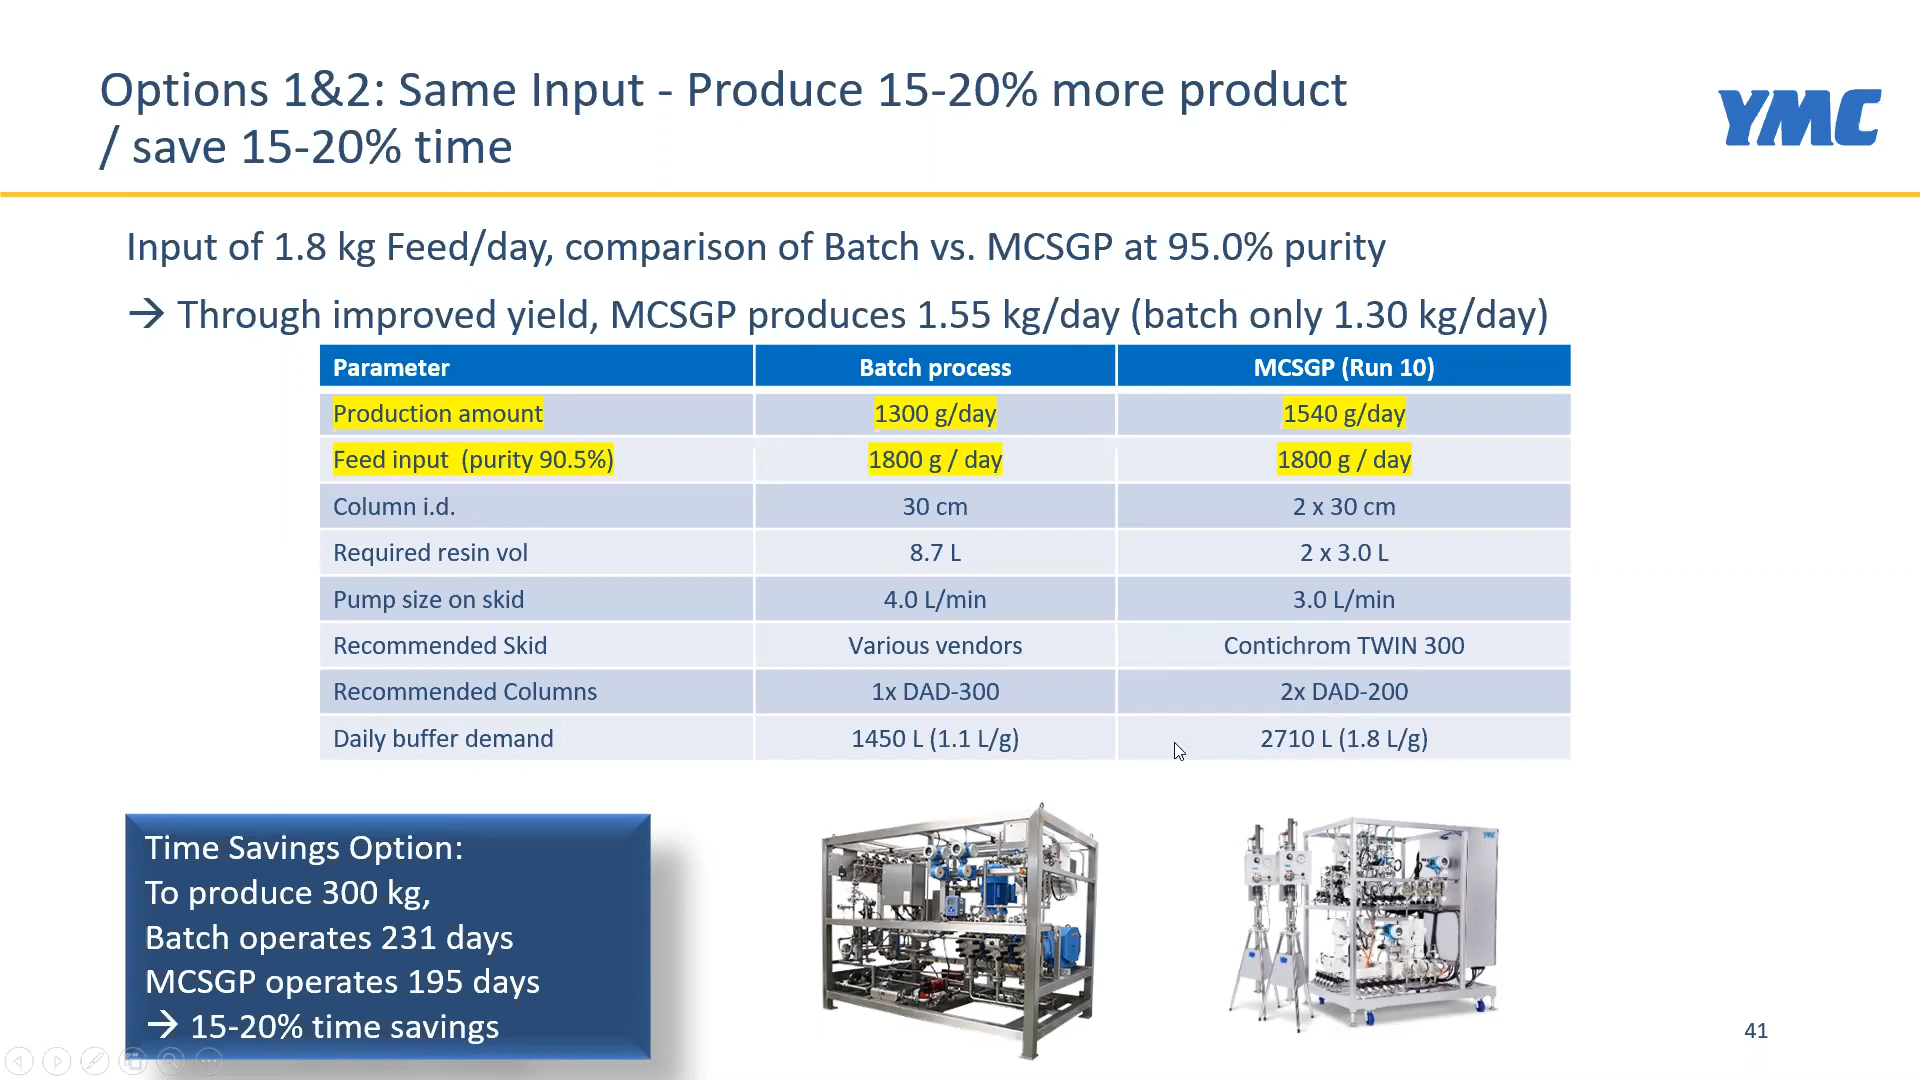 Options 1&2: Same Input - Produce 15-20% more product
/ save 15-20% time
YMC
Input of 1.8 kg Feed/day, comparison of Batch vs. MCSGP at 95.0% purity
→ Through improved yield, MCSGP produces 1.55 kg/day (batch only 1.30 kg/day)
Parameter Batch process MCSGP (Run 10)
Production amount 1300 g/day 1540 g/day
Feed input (purity 90.5%) 1800 g / day 1800 g / day
Column i.d. 30 cm 2 x 30 cm
Required resin vol 8.7 L 2 x 3.0 L
Pump size on skid 4.0 L/min 3.0 L/min
Recommended Skid Various vendors Contichrom TWIN 300
Recommended Columns 1x DAD-300 2x DAD-200
Daily buffer demand 1450 L (1.1 L/g) 2710 L (1.8 L/g)
Time Savings Option:
To produce 300 kg,
Batch operates 231 days
MCSGP operates 195 days
→ 15-20% time savings
YMC
41